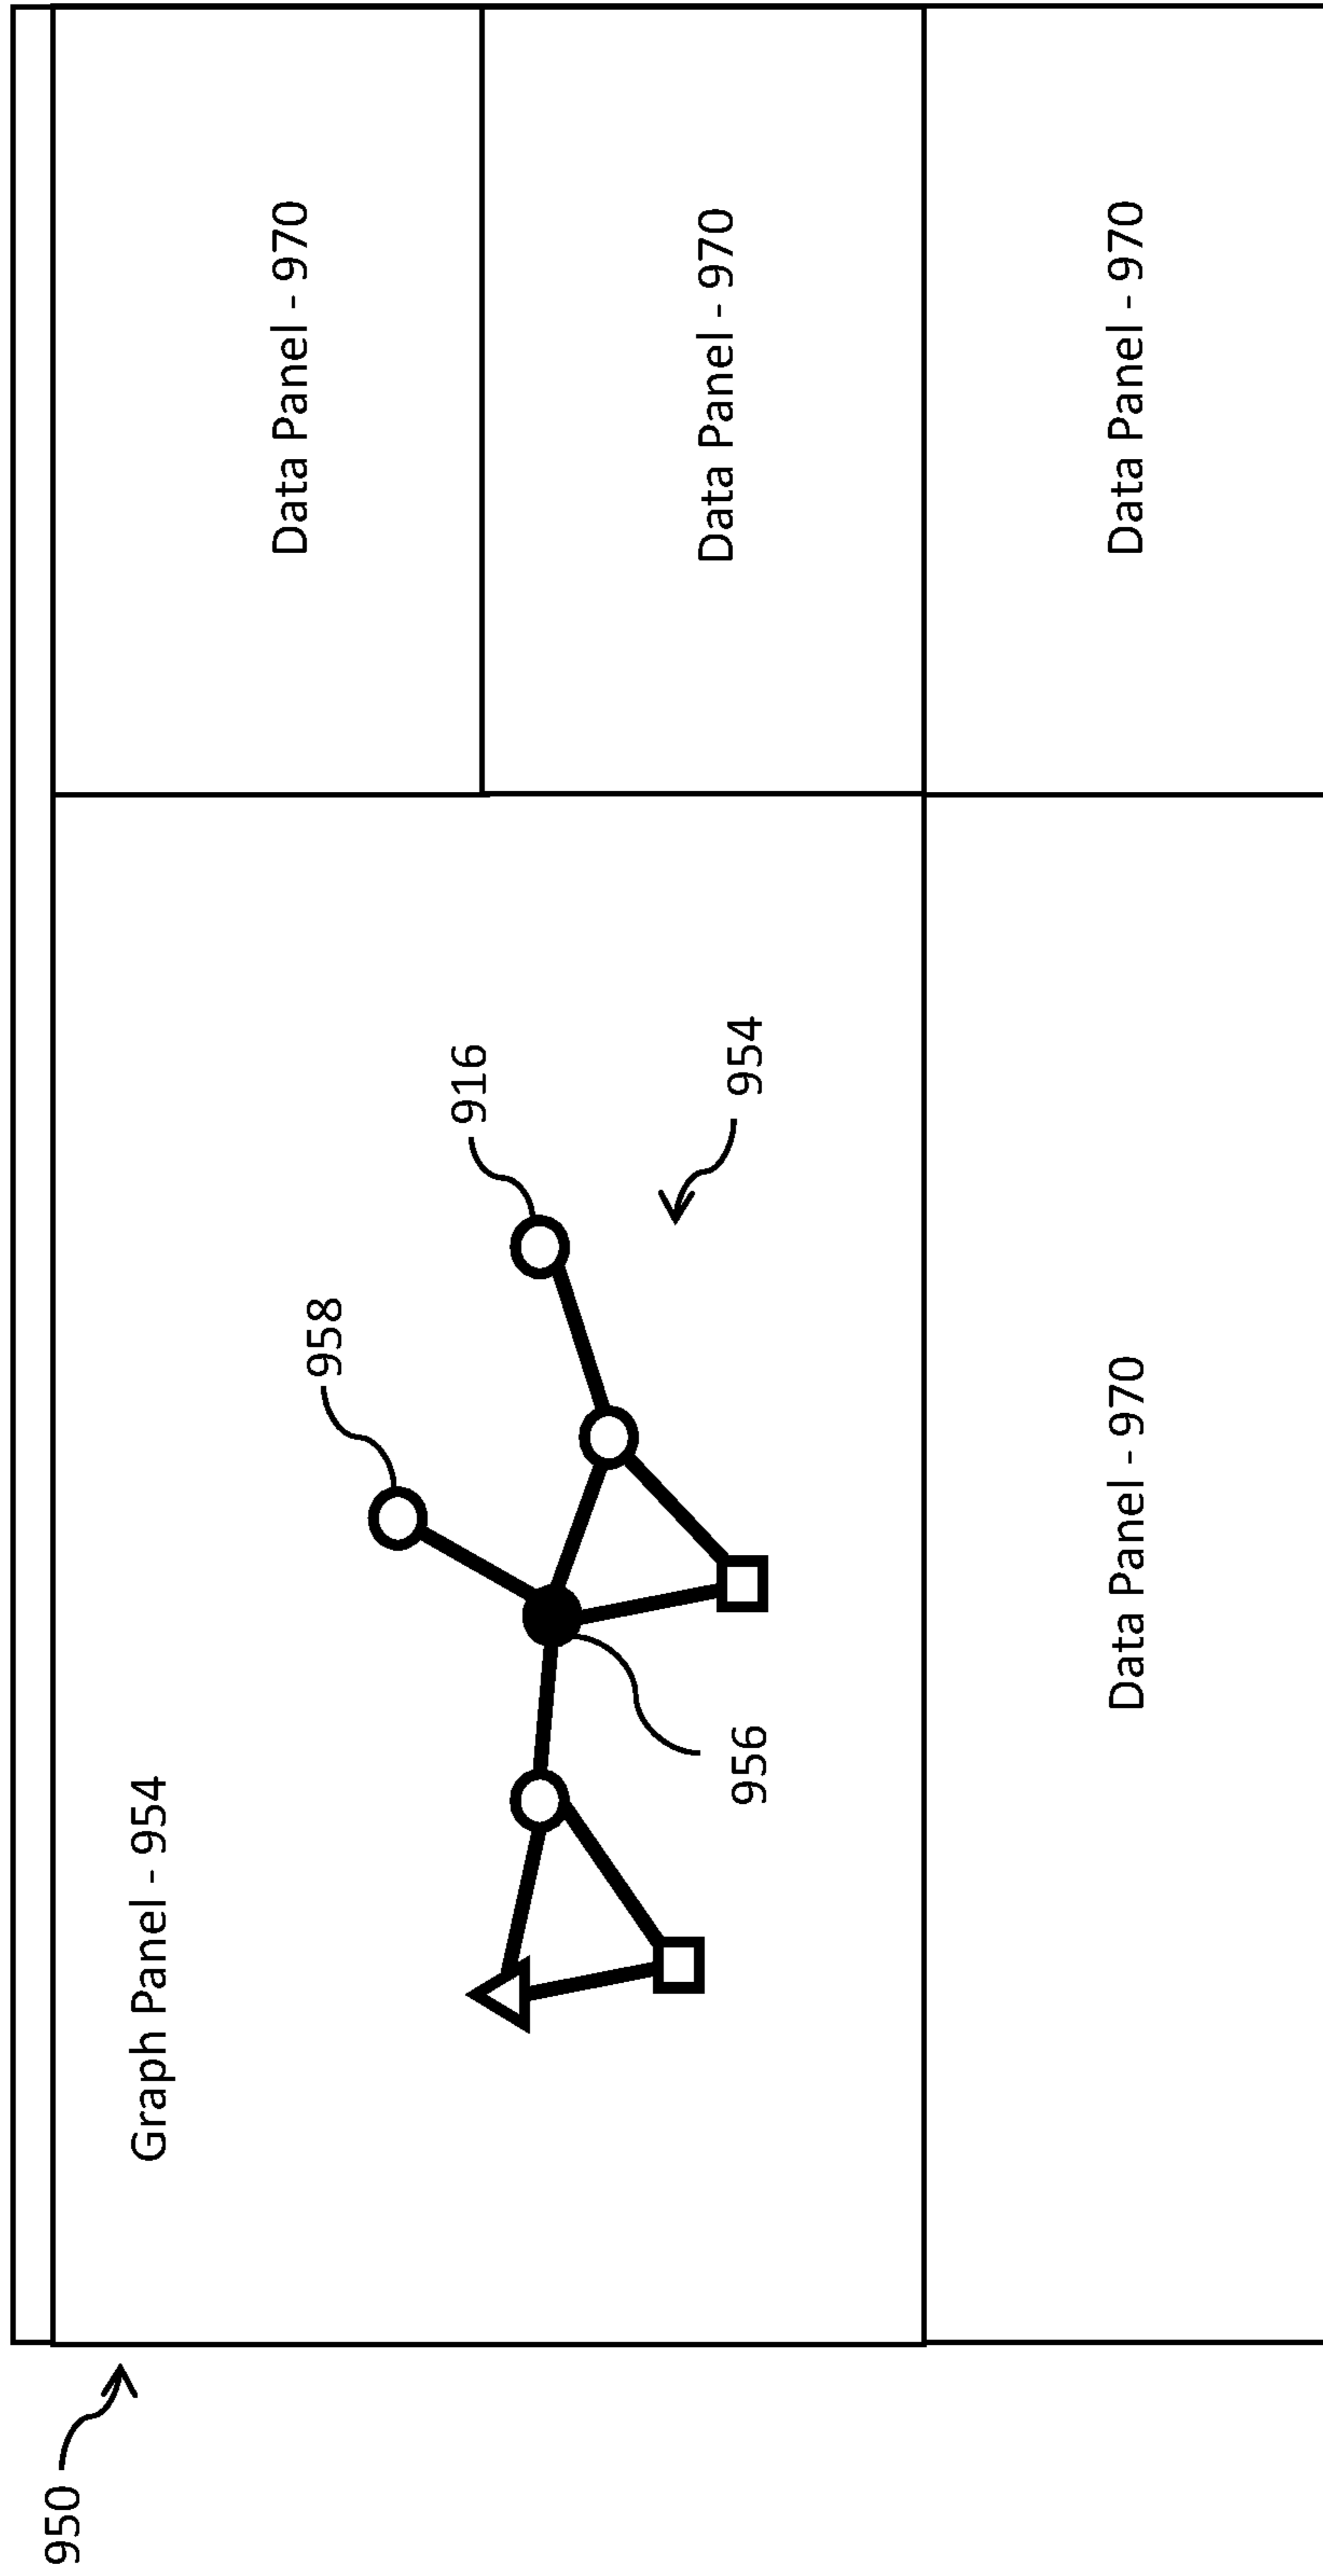 950
Graph Panel - 954
Data Panel - 970
958
916
Data Panel - 970
956
954
Data Panel - 970
Data Panel - 970